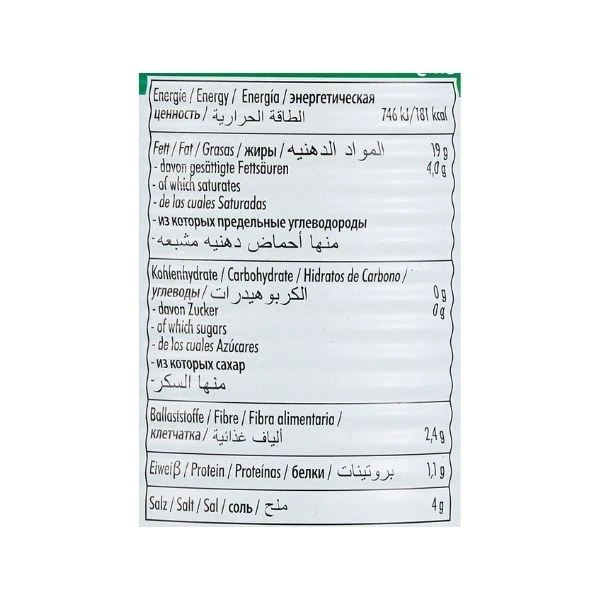 Energie / Energy / Energía / энергетическая
ценность / الطاقة الحرارية 746 kJ/181 kcal
Fett / Fat / Grasas / жиры / المواد الدهنيه 19 g
- davon gesättigte Fettsäuren 4,0 g
- of which saturates
- de las cuales Saturadas
- из которых предельные углеводороды
- منها أحماض دهنيه مشبعه
Kohlenhydrate / Carbohydrate / Hidratos de Carbono /
углеводы / الكربوهيدرات 0 g
- davon Zucker 0 g
- of which sugars
- de los cuales Azúcares
- из которых сахар
- منها السكر
Ballaststoffe / Fibre / Fibra alimentaria /
клетчатка / ألياف غذائية 2,4 g
Eiweiβ / Protein / Proteínas / белки / بروتينات 1,1 g
Salz / Salt / Sal / соль / ملح 4 g